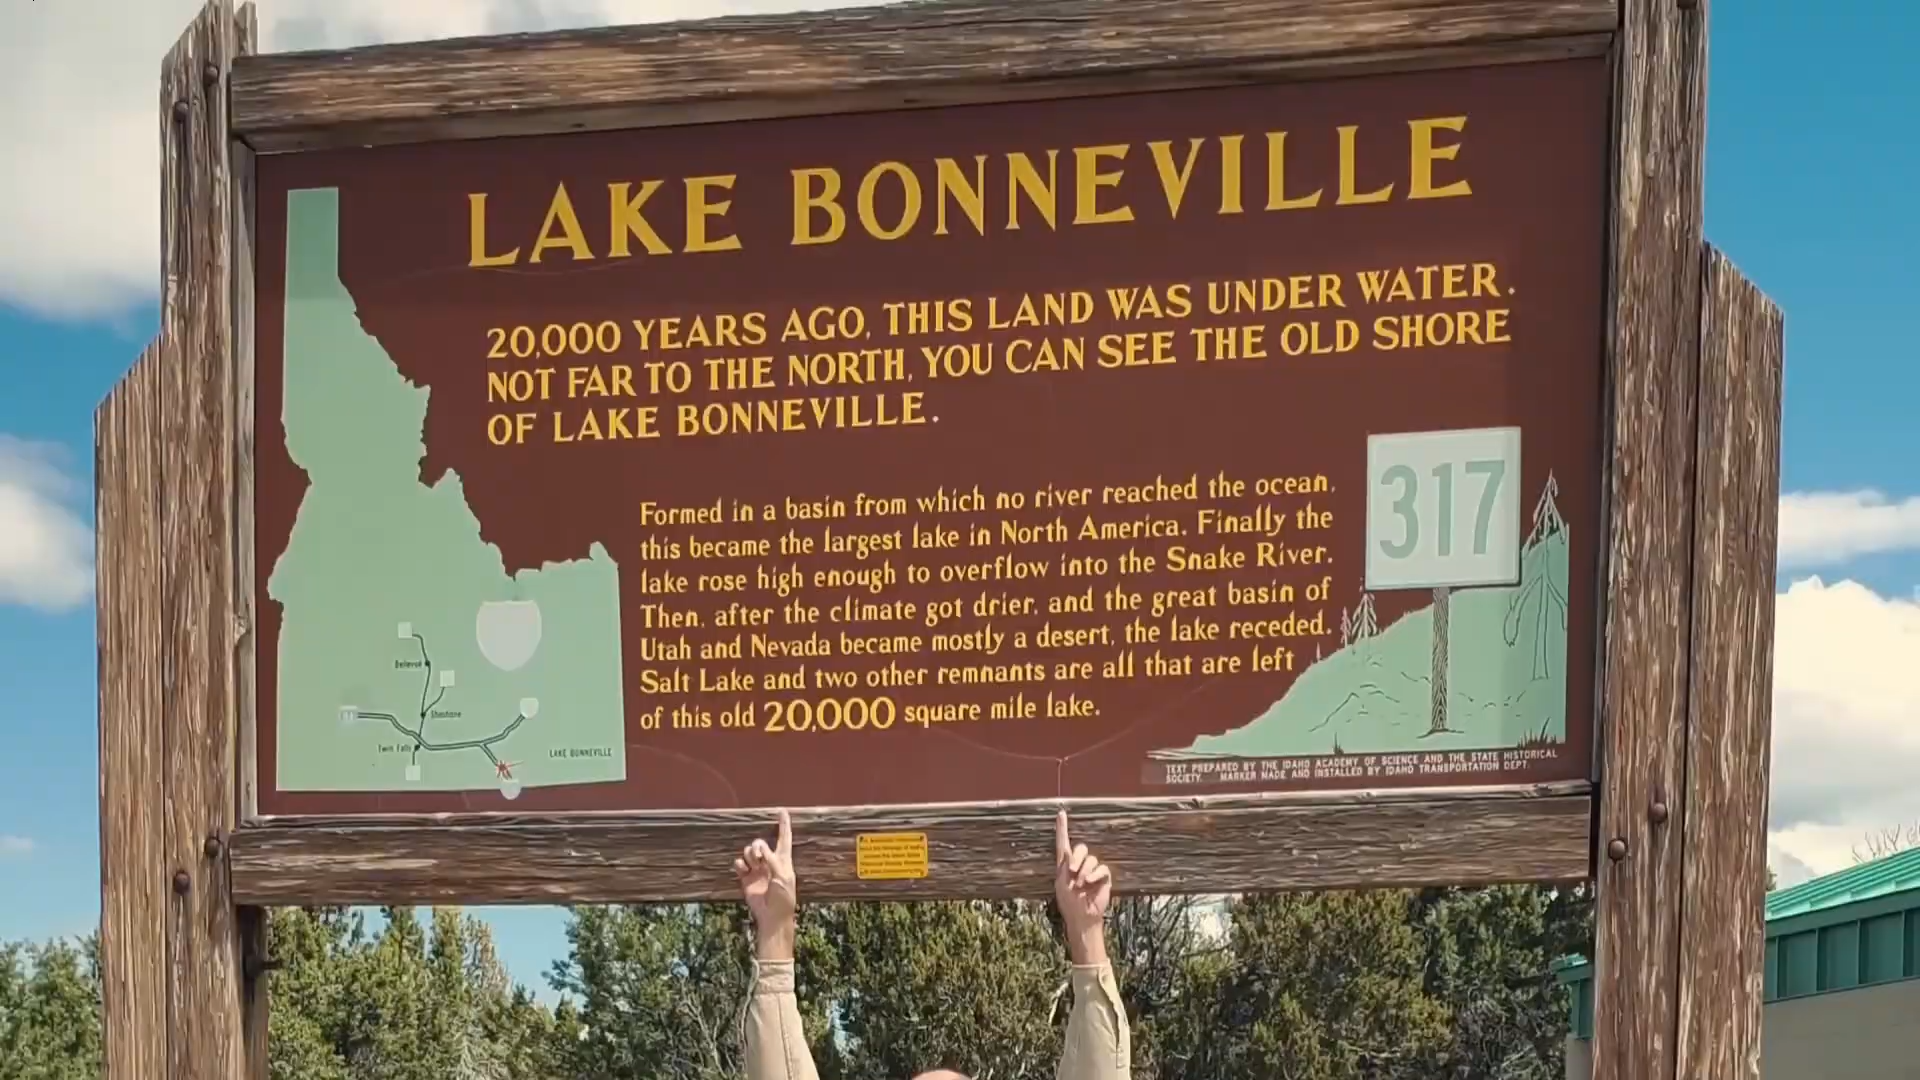 LAKE BONNEVILLE
20,000 YEARS AGO, THIS LAND WAS UNDER WATER.
NOT FAR TO THE NORTH, YOU CAN SEE THE OLD SHORE
OF LAKE BONNEVILLE.
Formed in a basin from which no river reached the ocean,
this became the largest lake in North America. Finally the
lake rose high enough to overflow into the Snake River.
Then, after the climate got drier, and the great basin of
Utah and Nevada became mostly a desert, the lake receded.
Salt Lake and two other remnants are all that are left
of this old 20,000 square mile lake.
317
Bellevue
Shoshone
Twin Falls
LAKE BONNEVILLE
TEXT PREPARED BY THE IDAHO ACADEMY OF SCIENCE AND THE STATE HISTORICAL
SOCIETY. MARKER MADE AND INSTALLED BY IDAHO TRANSPORTATION DEPT.